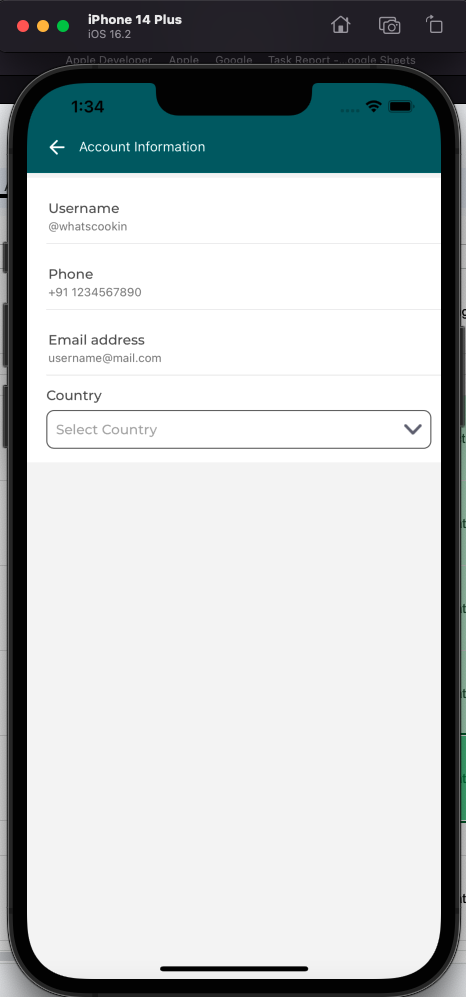 iPhone 14 Plus
iOS 16.2
Apple Developer Apple Google Task Report - ...oogle Sheets
1:34
Account Information
Username
@whatscookin
Phone
+91 1234567890
Email address
username@mail.com
Country
Select Country